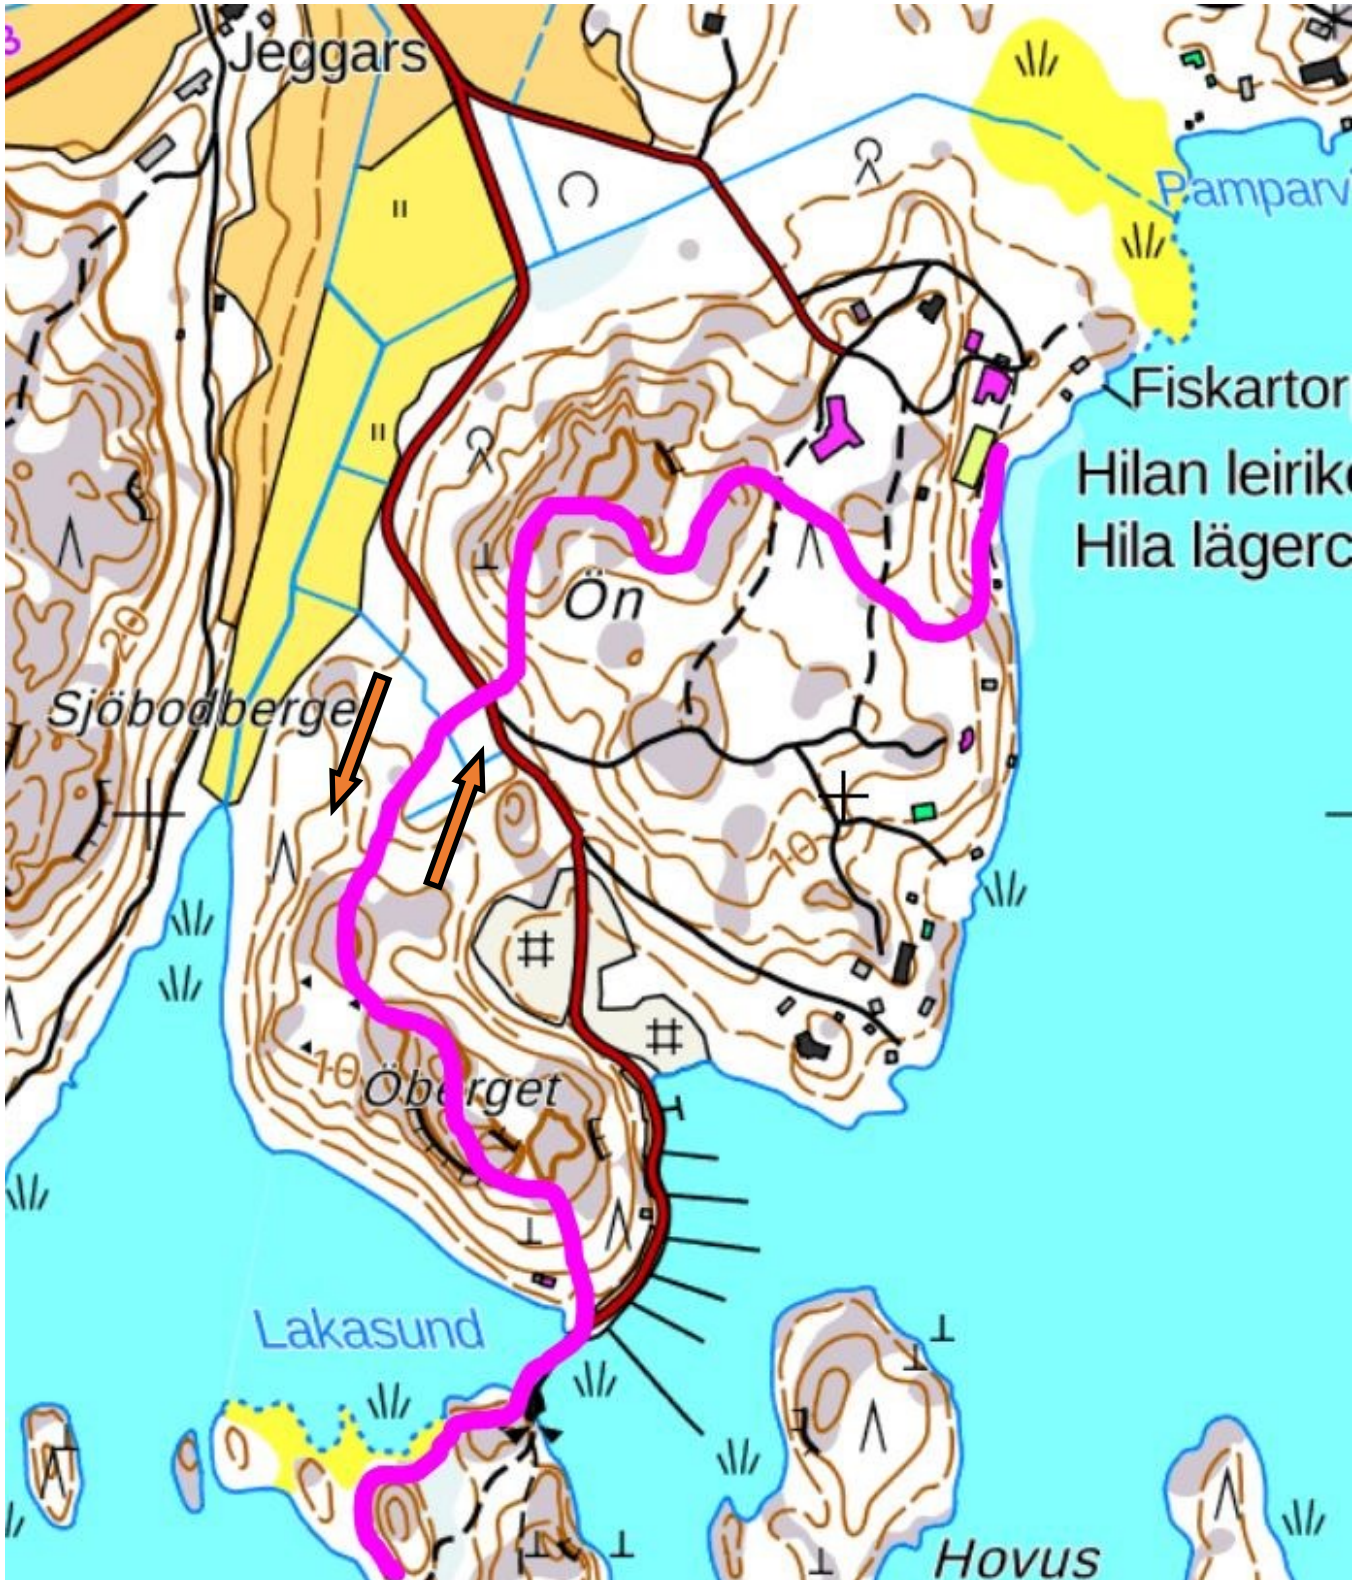 Jeggars
Pamparv
Fiskartor
Hilan leirik
Hila lägerc
Ön
20
Sjöbodberge
10
10
Öberget
Lakasund
Hovus